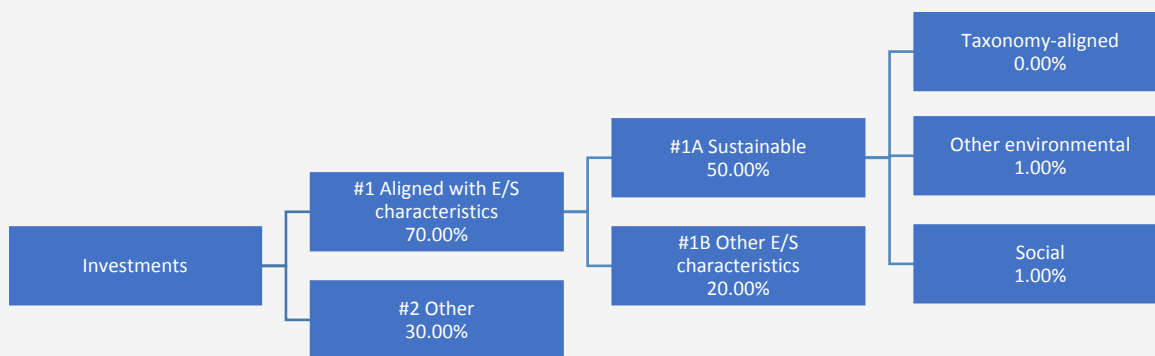 Investments
#1 Aligned with E/S
characteristics
70.00%
#2 Other
30.00%
#1A Sustainable
50.00%
#1B Other E/S
characteristics
20.00%
Taxonomy-aligned
0.00%
Other environmental
1.00%
Social
1.00%